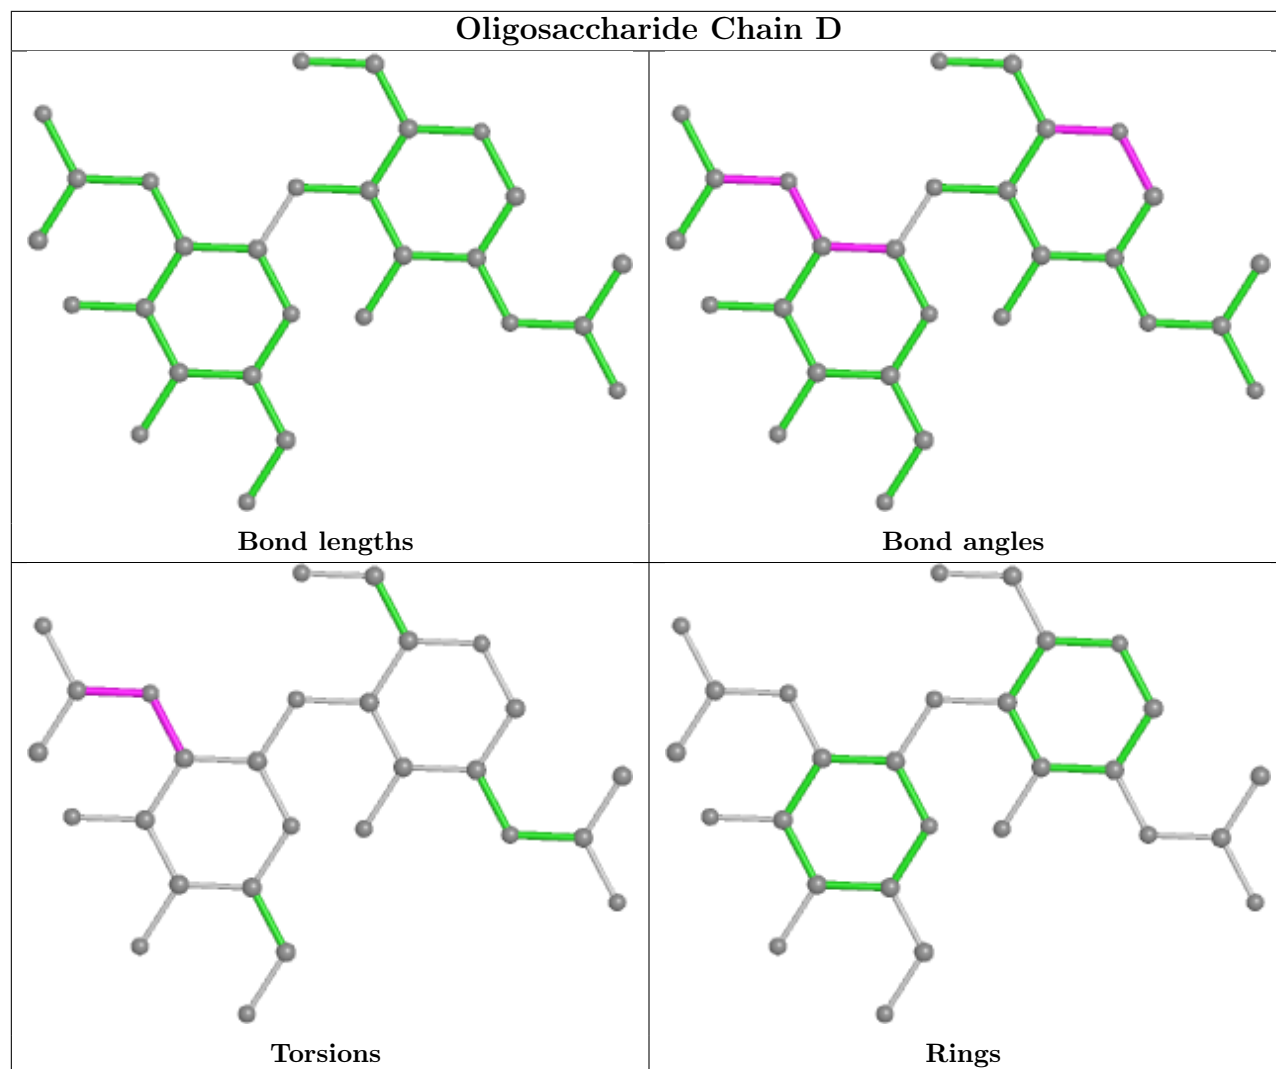 Oligosaccharide Chain D
Bond lengths
Bond angles
Torsions
Rings